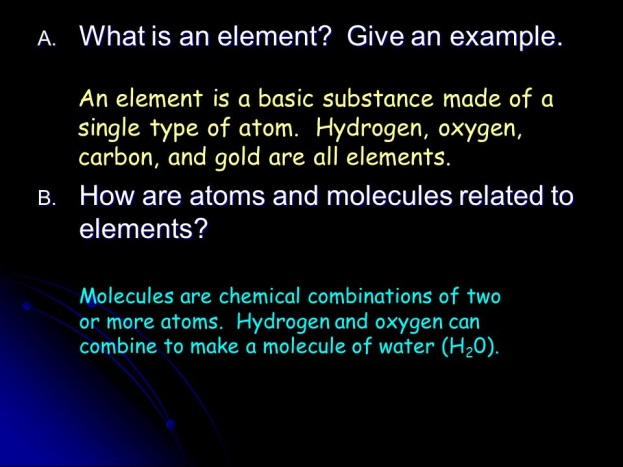 A. What is an element?  Give an example.
An element is a basic substance made of a
single type of atom.  Hydrogen, oxygen,
carbon, and gold are all elements.
B. How are atoms and molecules related to
elements?
Molecules are chemical combinations of two
or more atoms.  Hydrogen and oxygen can
combine to make a molecule of water (H₂0).